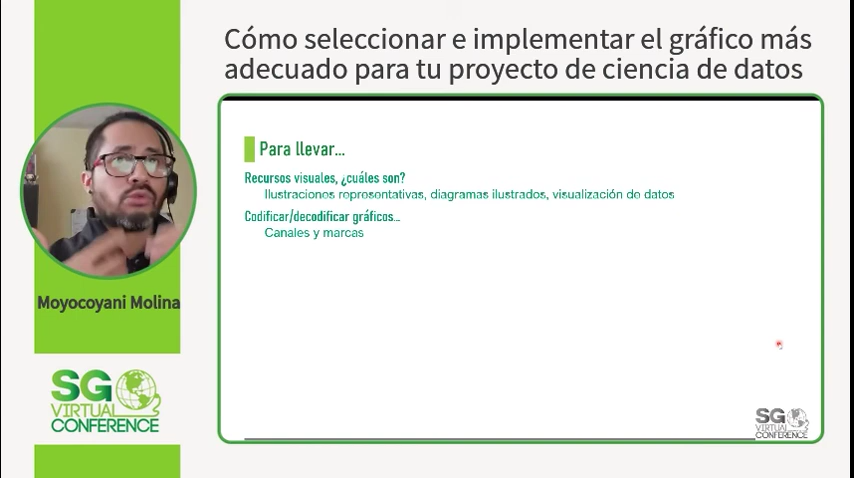 Cómo seleccionar e implementar el gráfico más
adecuado para tu proyecto de ciencia de datos
Para llevar...
Recursos visuales, ¿cuáles son?
Ilustraciones representativas, diagramas ilustrados, visualización de datos
Codificar/decodificar gráficos...
Canales y marcas
Moyocoyani Molina
SG
VIRTUAL
CONFERENCE
SG
VIRTUAL
CONFERENCE